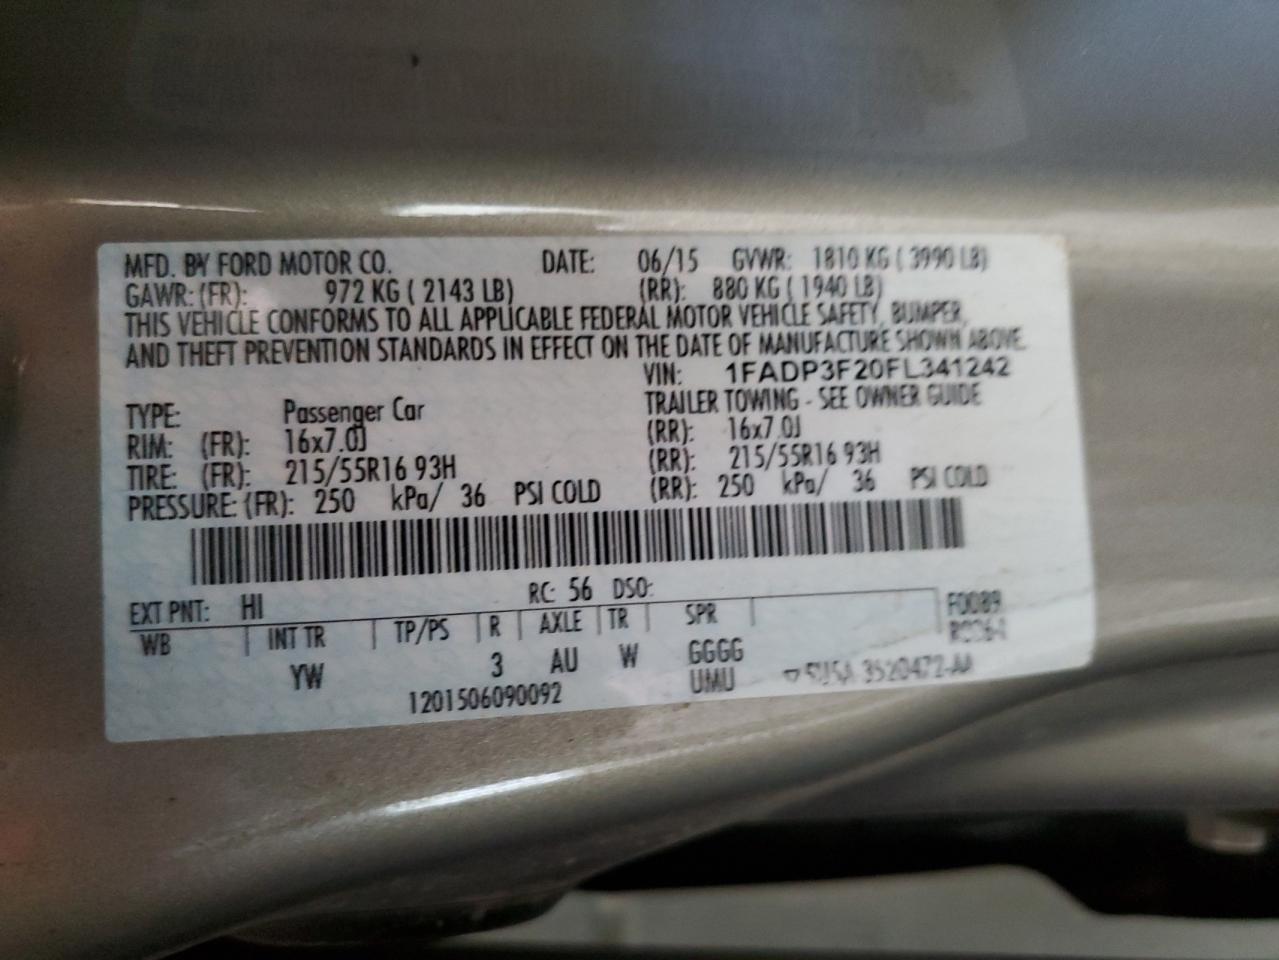 MFD. BY FORD MOTOR CO. DATE: 06/15 GVWR: 1810 KG ( 3990 LB)
GAWR: (FR): 972 KG ( 2143 LB) (RR): 880 KG ( 1940 LB)
THIS VEHICLE CONFORMS TO ALL APPLICABLE FEDERAL MOTOR VEHICLE SAFETY, BUMPER,
AND THEFT PREVENTION STANDARDS IN EFFECT ON THE DATE OF MANUFACTURE SHOWN ABOVE.
VIN: 1FADP3F20FL341242
TYPE: Passenger Car TRAILER TOWING - SEE OWNER GUIDE
RIM: (FR): 16x7.0J (RR): 16x7.0J
TIRE: (FR): 215/55R16 93H (RR): 215/55R16 93H
PRESSURE: (FR): 250 kPa/ 36 PSI COLD (RR): 250 kPa/ 36 PSI COLD
RC: 56 DSO:
EXT PNT: HI F0089
WB INT TR TP/PS R AXLE TR SPR
YW 3 AU W GGGG
1201506090092 UMU